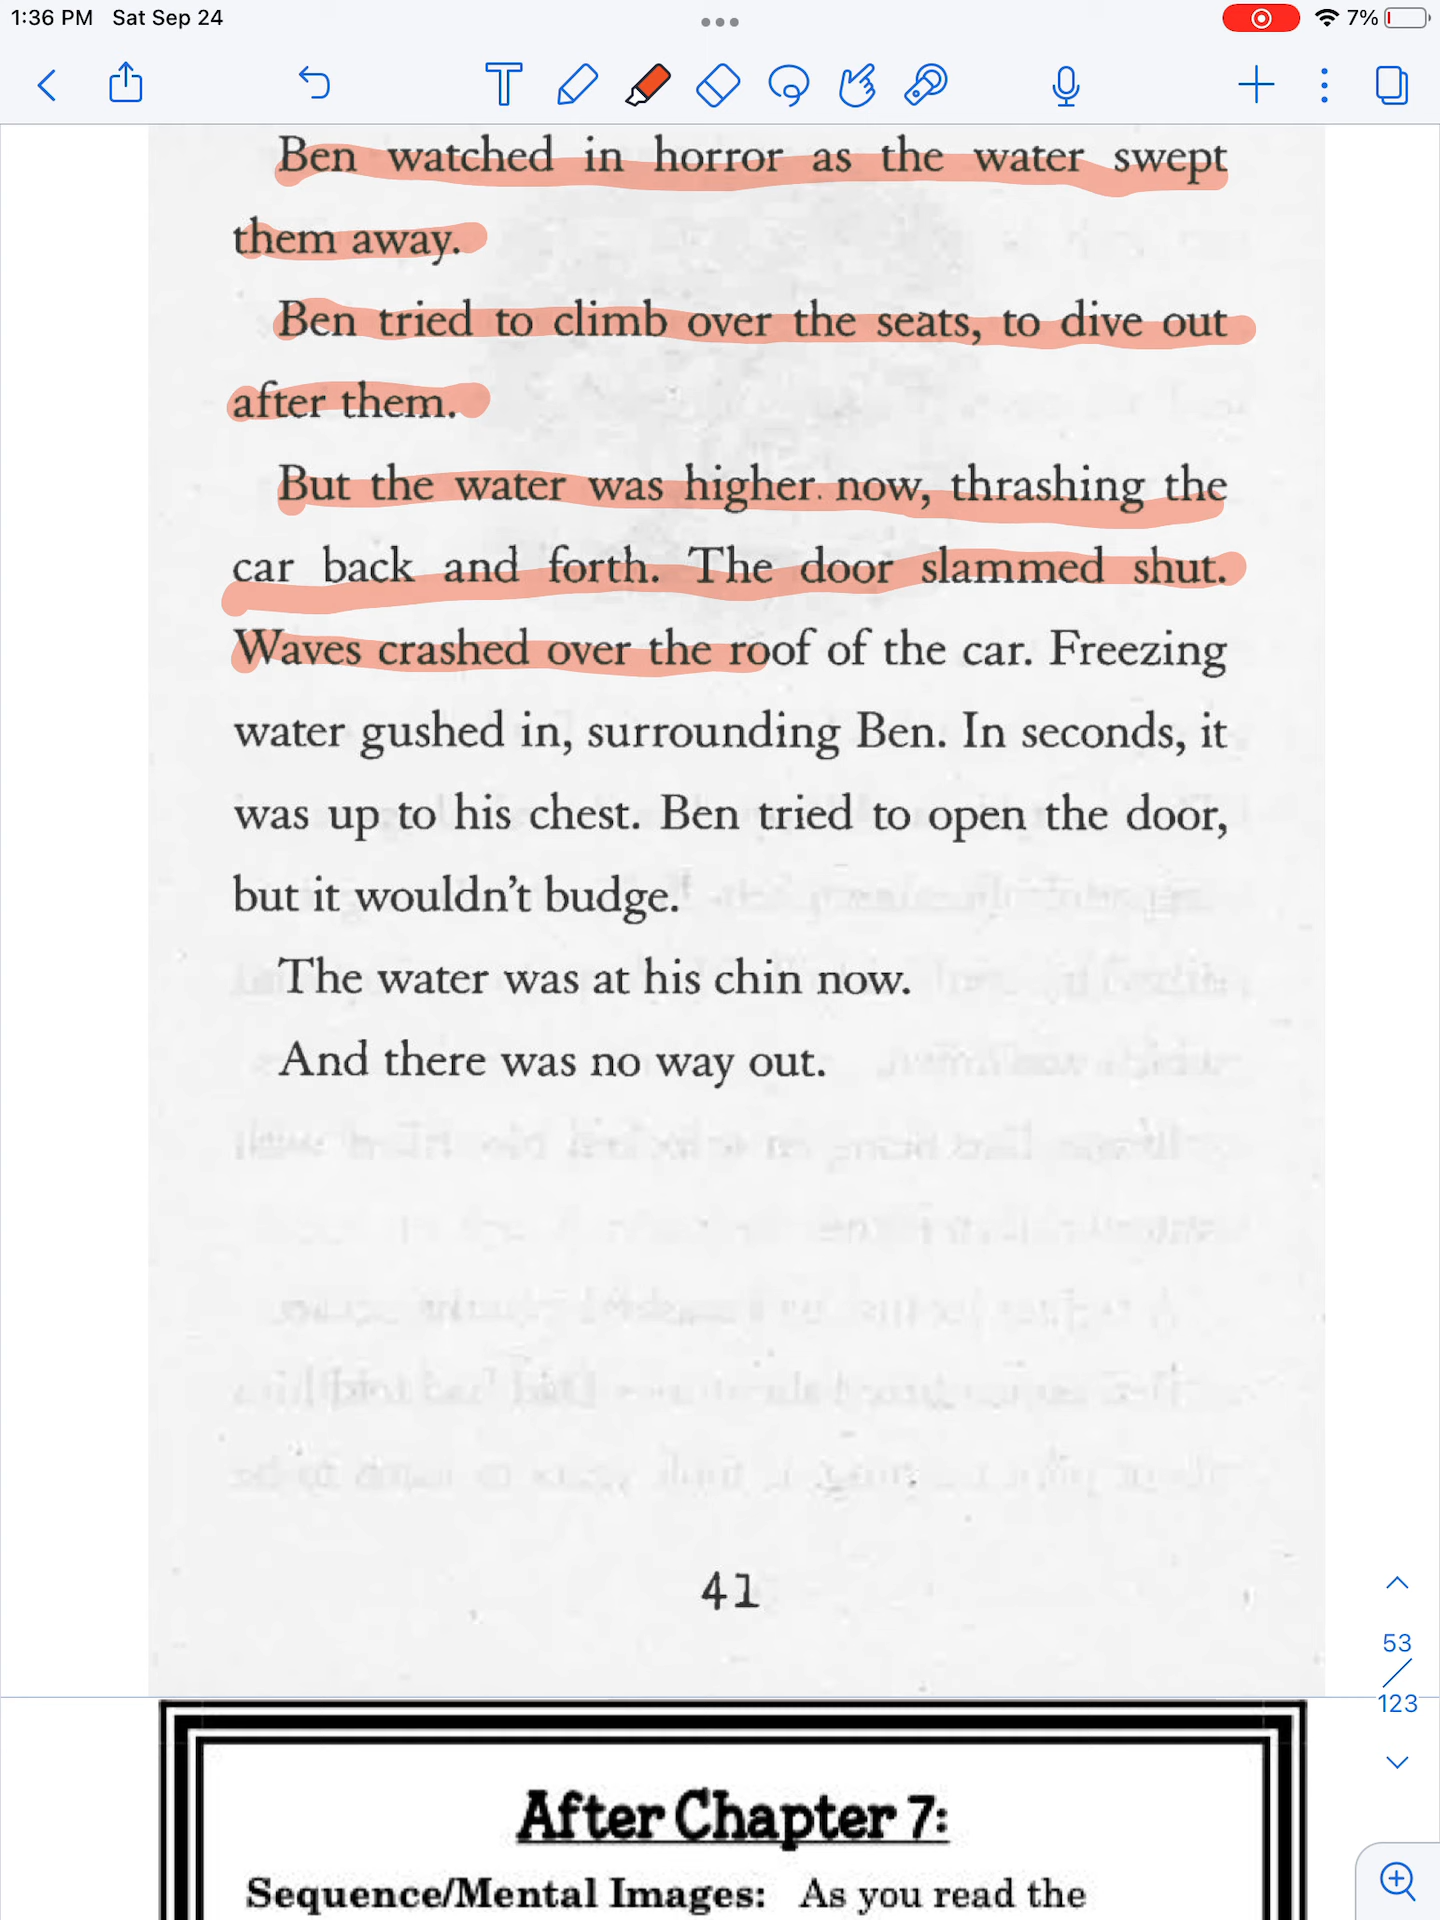 1:36 PM Sat Sep 24
7%
Ben watched in horror as the water swept
them away.
Ben tried to climb over the seats, to dive out
after them.
But the water was higher now, thrashing the
car back and forth. The door slammed shut.
Waves crashed over the roof of the car. Freezing
water gushed in, surrounding Ben. In seconds, it
was up to his chest. Ben tried to open the door,
but it wouldn’t budge.
The water was at his chin now.
And there was no way out.
41
53
123
After Chapter 7:
Sequence/Mental Images: As you read the